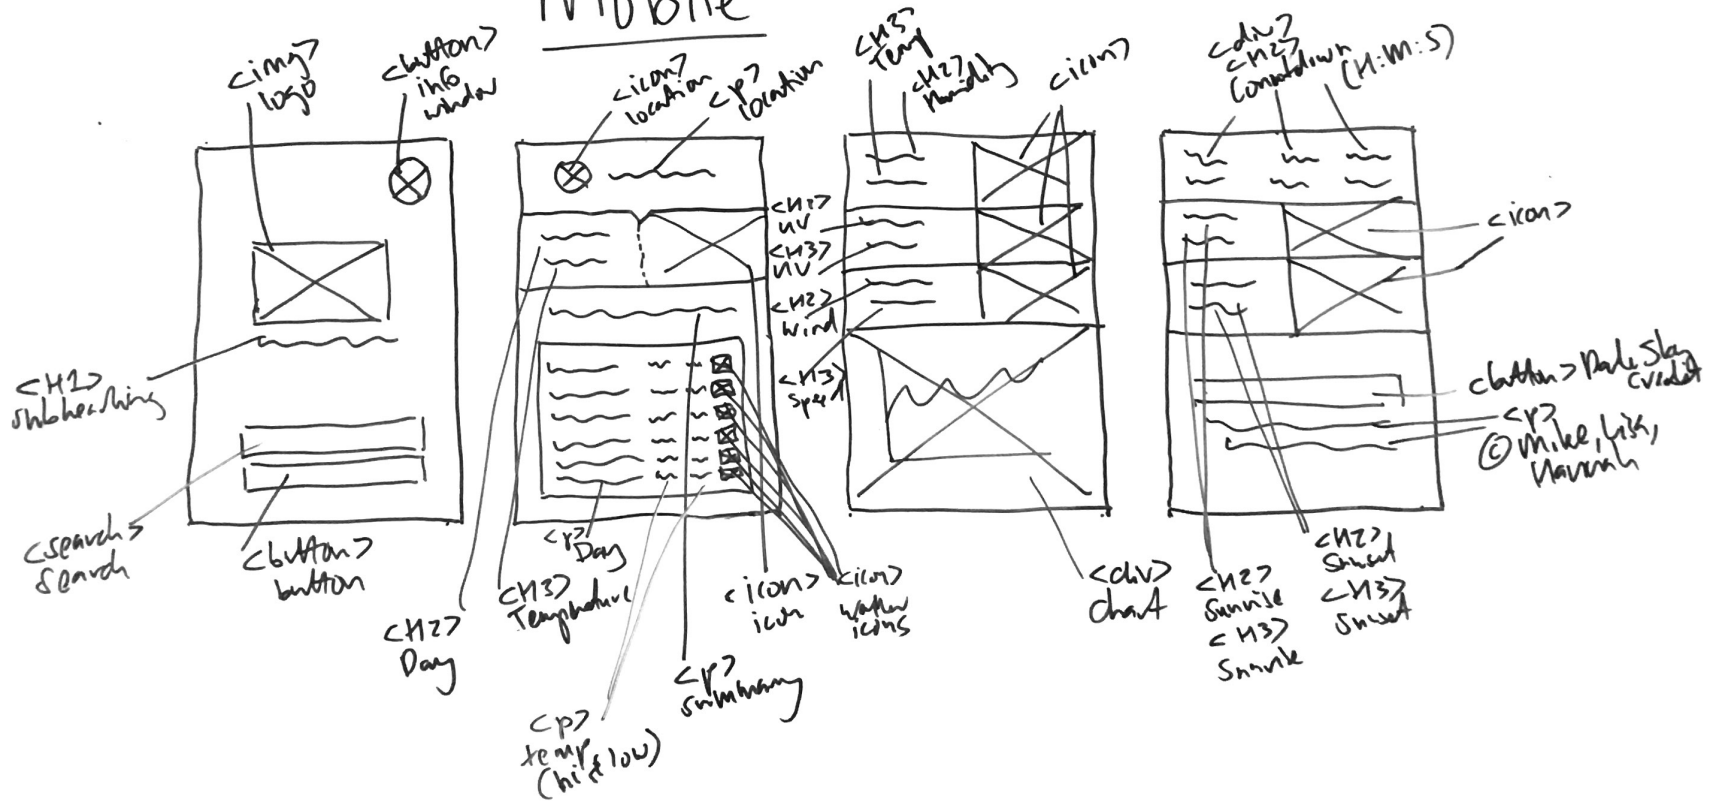 Mobile
<img>
logo
<button>
info
window
<icon>
location
<p>
location
<H3>
Temp
<H2>
Humidity
<icon>
<div>
<H2>
Countdown
(H:M:S)
<H2>
UV
<H3>
UV
<H2>
Wind
<H3>
Speed
<icon>
<H1>
subheading
<search>
search
<button>
button
<button> Dark Sky
Credit
<p>
© Mike, Lisa,
Hannah
<H2>
Day
<H3>
Temperature
<p>
Day
<p>
temp
(hi & low)
<p>
summary
<icon>
icon
<icon>
weather
icons
<div>
chart
<H2>
Sunrise
<H3>
Sunrise
<H2>
Sunset
<H3>
Sunset